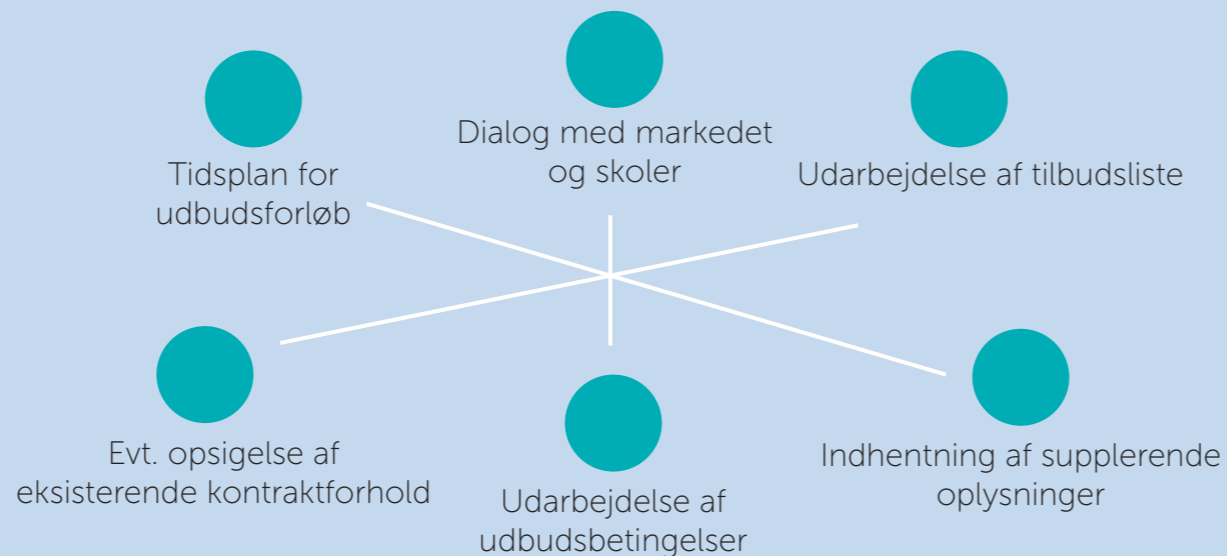 Tidsplan for
udbudsforløb
Dialog med markedet
og skoler
Udarbejdelse af tilbudsliste
Evt. opsigelse af
eksisterende kontraktforhold
Udarbejdelse af
udbudsbetingelser
Indhentning af supplerende
oplysninger